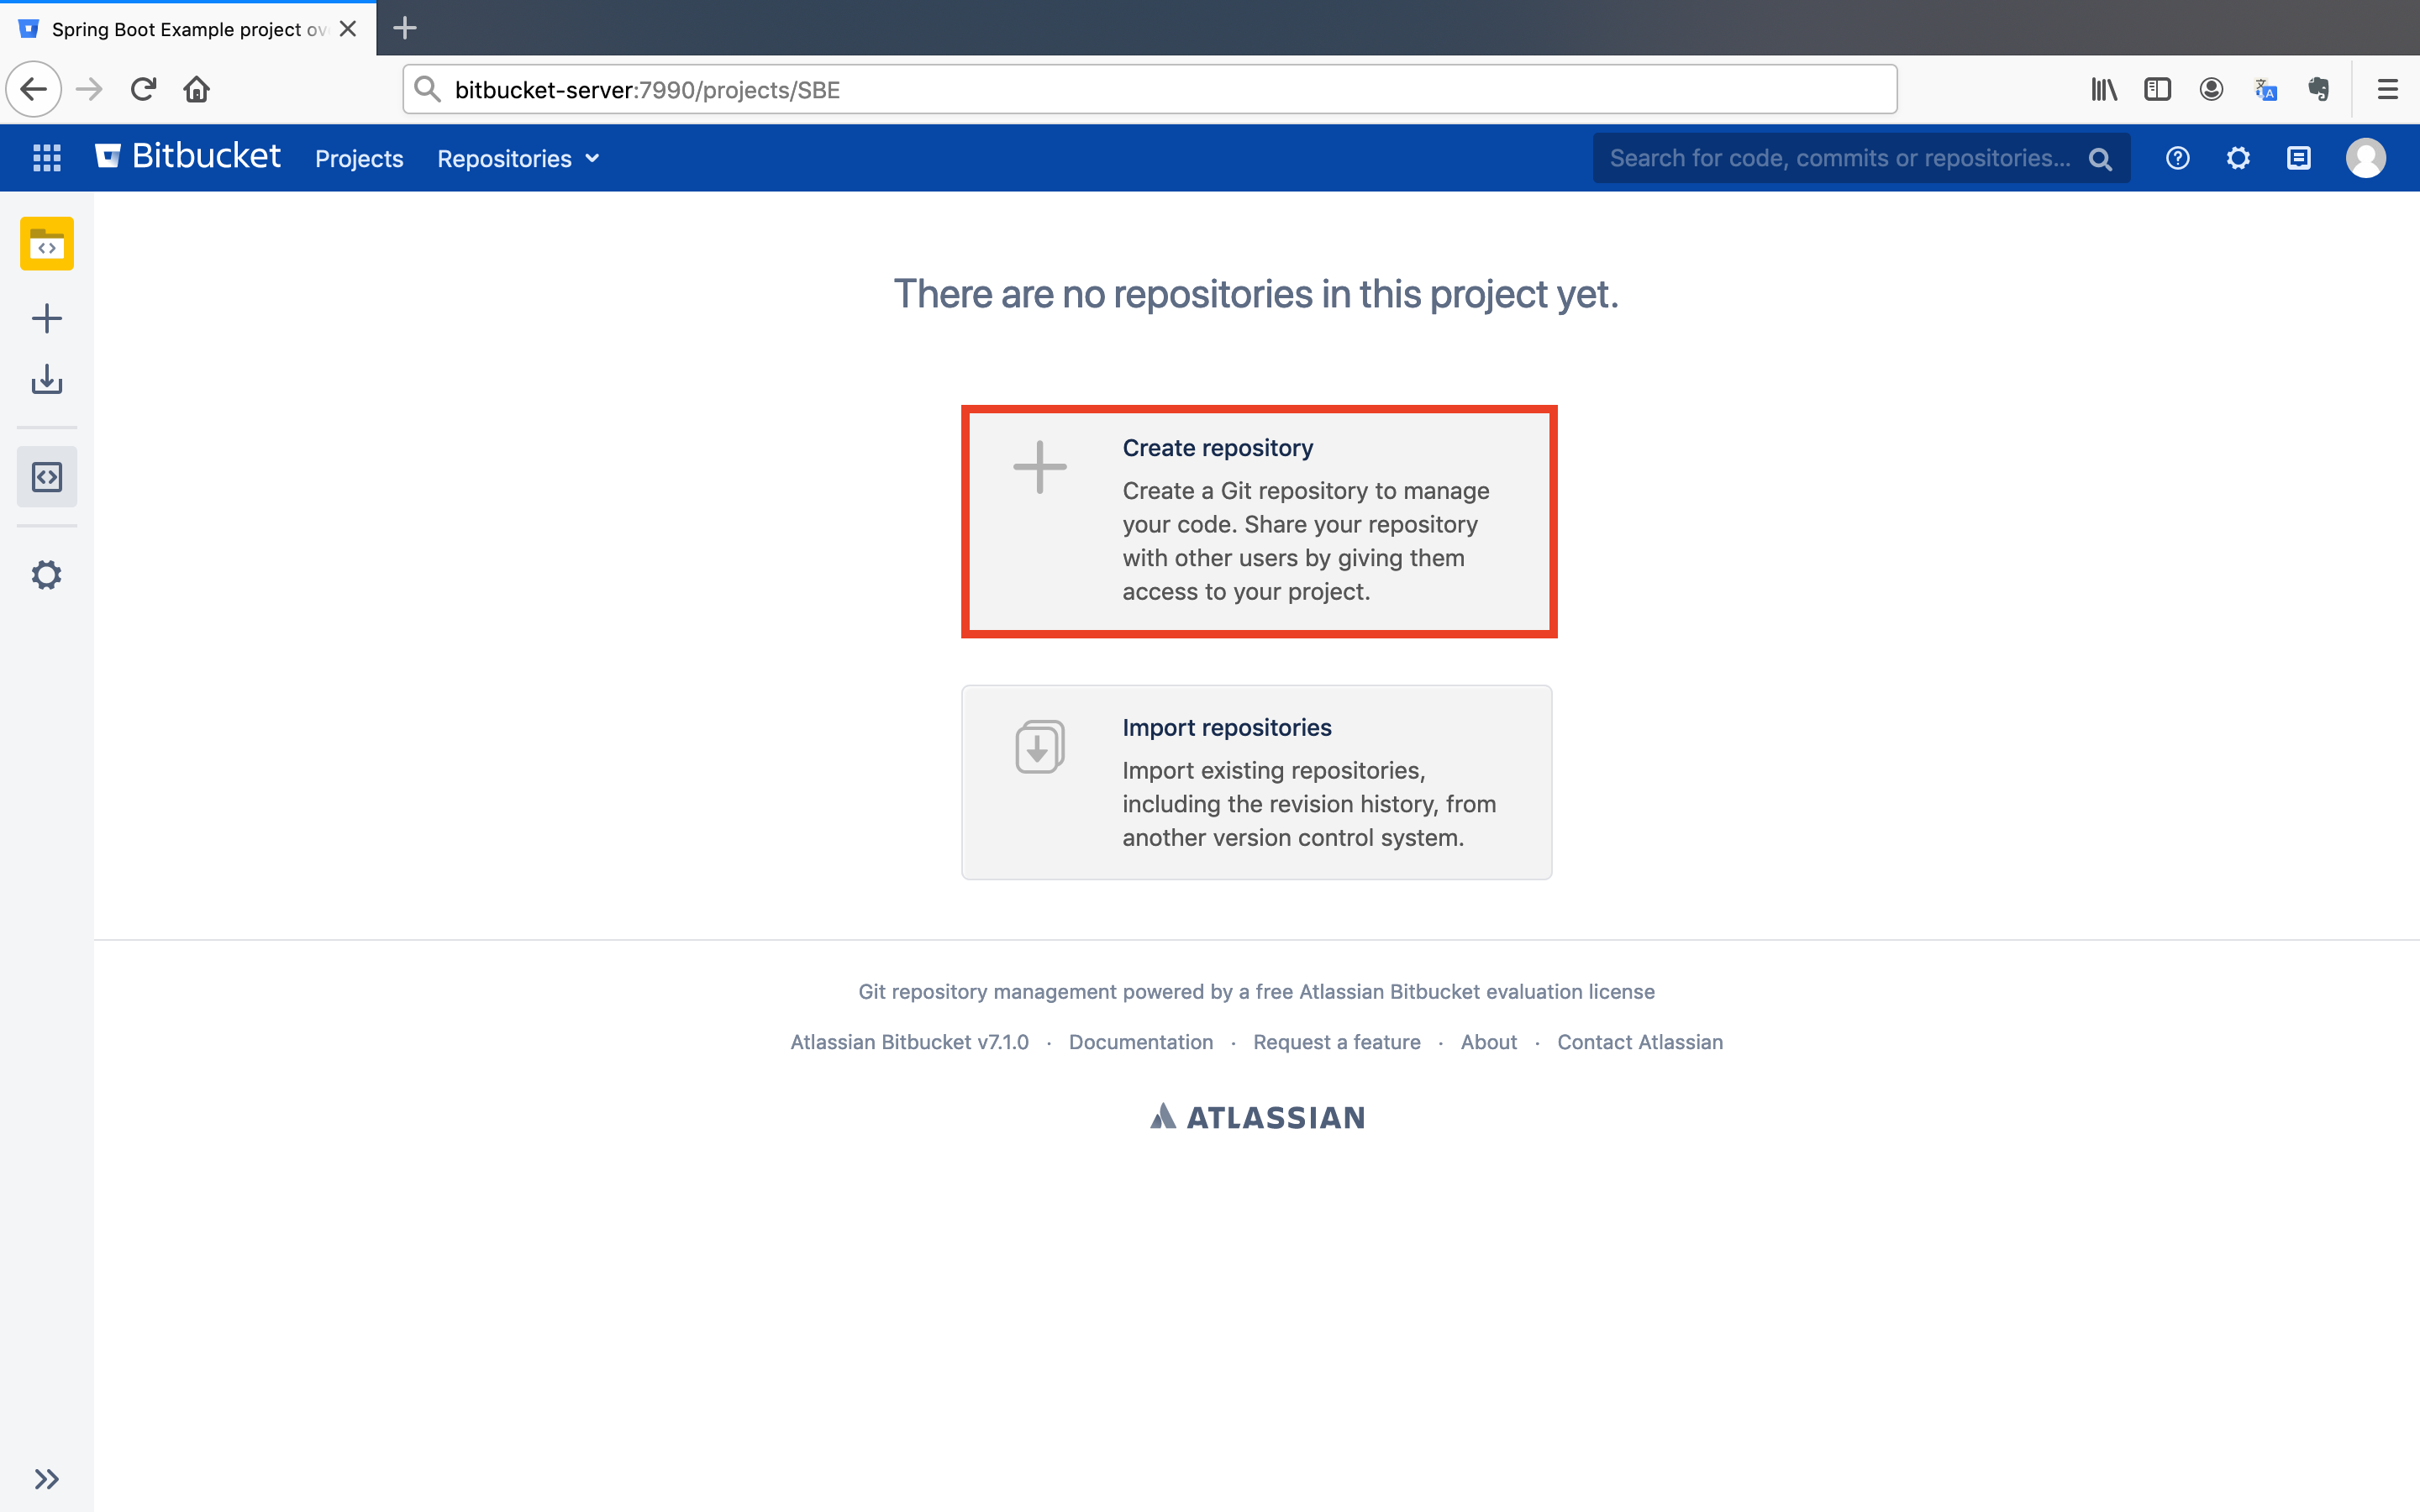 Spring Boot Example project ov
bitbucket-server:7990/projects/SBE
Bitbucket Projects Repositories Search for code, commits or repositories...
There are no repositories in this project yet.
Create repository
Create a Git repository to manage
your code. Share your repository
with other users by giving them
access to your project.
Import repositories
Import existing repositories,
including the revision history, from
another version control system.
Git repository management powered by a free Atlassian Bitbucket evaluation license
Atlassian Bitbucket v7.1.0 · Documentation · Request a feature · About · Contact Atlassian
ATLASSIAN